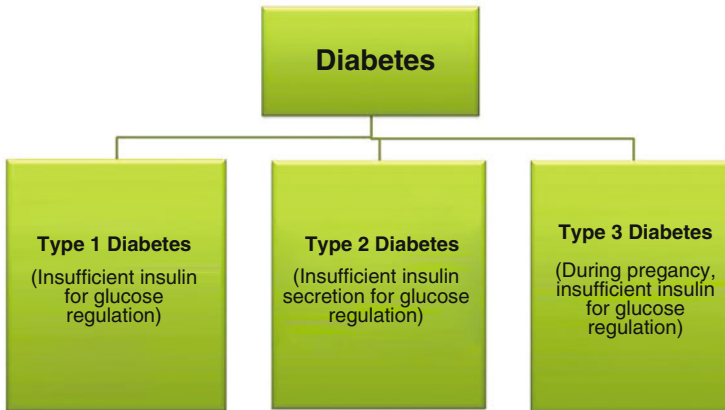 Diabetes
Type 1 Diabetes
(Insufficient insulin
for glucose
regulation)
Type 2 Diabetes
(Insufficient insulin
secretion for glucose
regulation)
Type 3 Diabetes
(During pregancy,
insufficient insulin
for glucose
regulation)